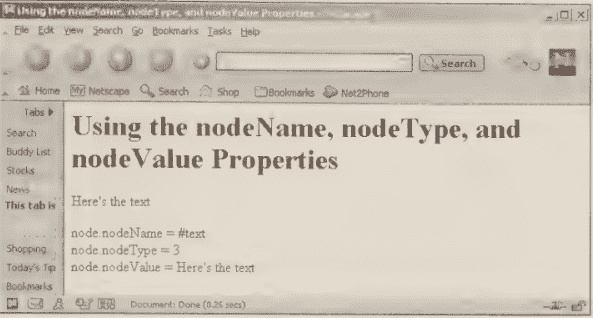 Using the nodeName, nodeType, and nodeValue Properties
File Edit View Search Go Bookmarks Tasks Help
Search
Home My Netscape Search Shop Bookmarks Net2Phone
Tabs
Search
Buddy List
Stocks
News
This tab is
Shopping
Today's Tip
Bookmarks
Using the nodeName, nodeType, and
nodeValue Properties
Here's the text
node.nodeName = #text
node.nodeType = 3
node.nodeValue = Here's the text
Document: Done (0.26 secs)